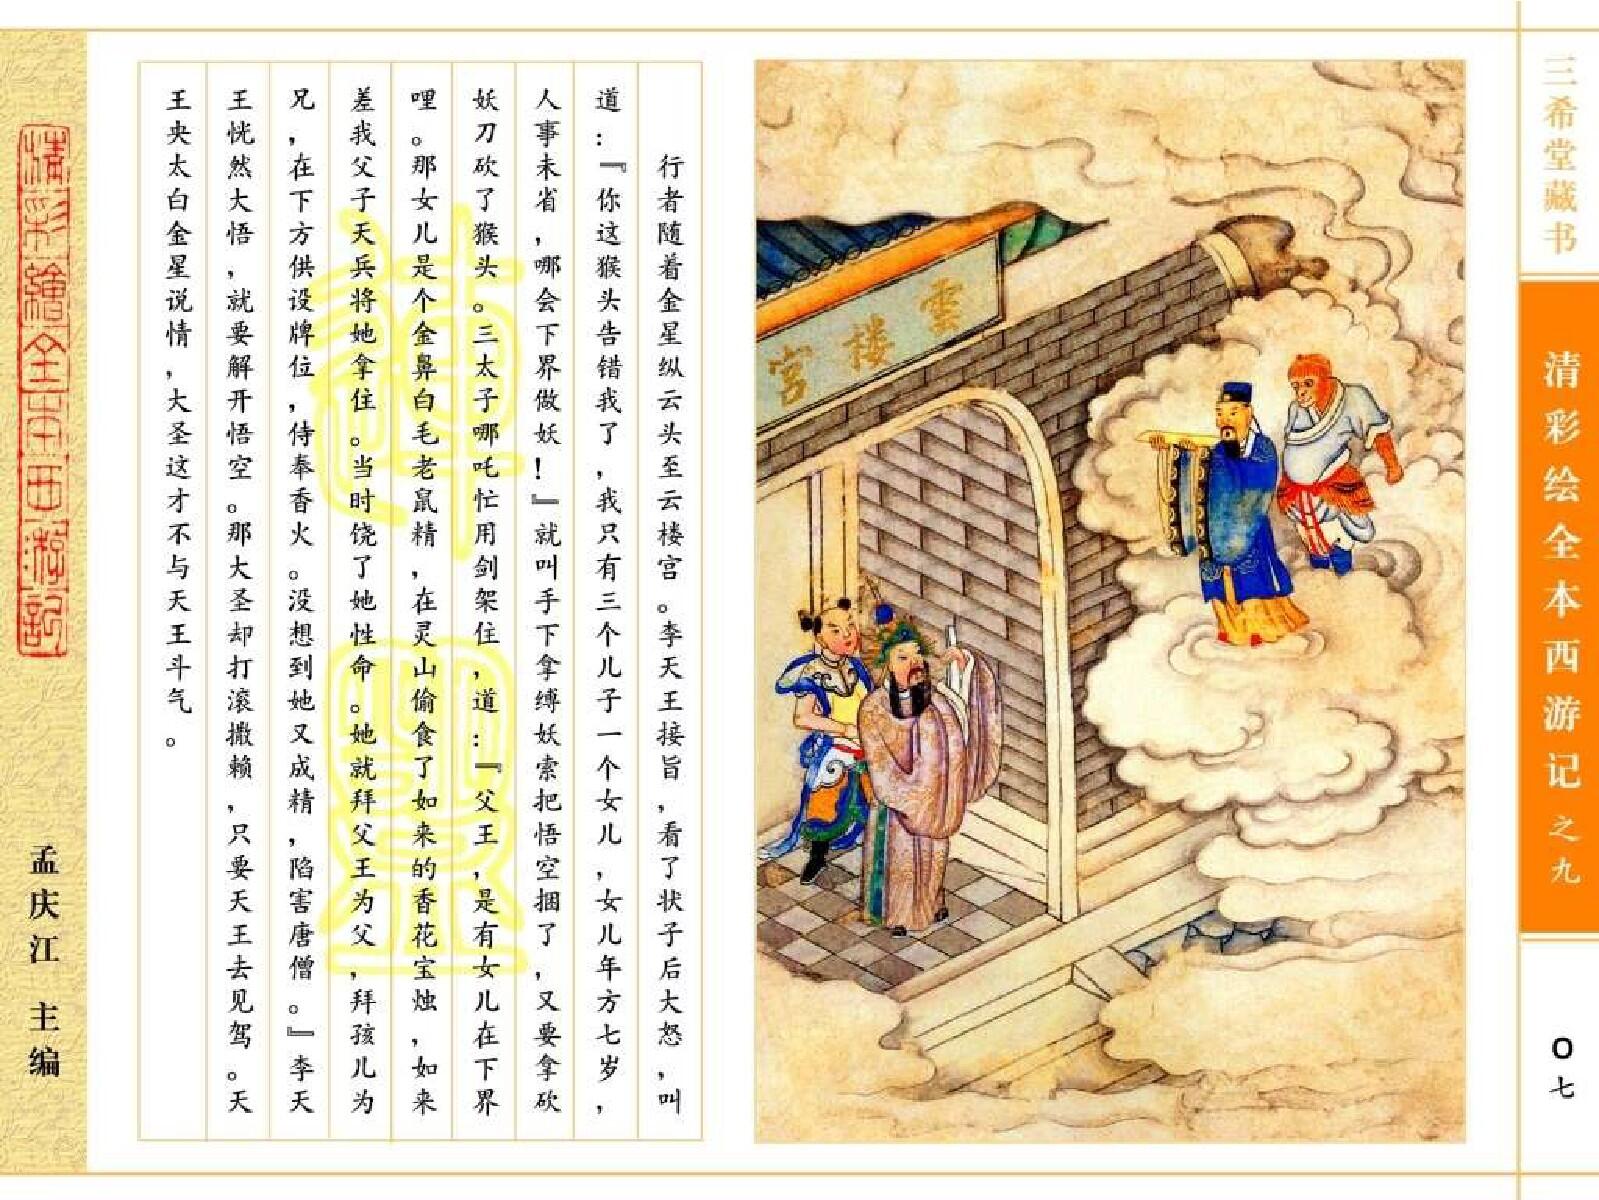 三希堂藏书
清彩绘全本西游记之九
〇七
雲樓宮
行者随着金星纵云头至云楼宫。李天王接旨，看了状子后大怒，叫
道：『你这猴头告错我了，我只有三个儿子一个女儿，女儿年方七岁，
人事未省，哪会下界做妖！』就叫手下拿缚妖索把悟空捆了，又要拿砍
妖刀砍了猴头。三太子哪吒忙用剑架住，道：『父王，是有女儿在下界
哩。那女儿是个金鼻白毛老鼠精，在灵山偷食了如来的香花宝烛，如来
差我父子天兵将她拿住。当时饶了她性命。她就拜父王为父，拜孩儿为
兄，在下方供设牌位，侍奉香火。没想到她又成精，陷害唐僧。』李天
王恍然大悟，就要解开悟空。那大圣却打滚撒赖，只要天王去见驾。天
王央太白金星说情，大圣这才不与天王斗气。
清彩繪全本西游記
孟庆江 主编